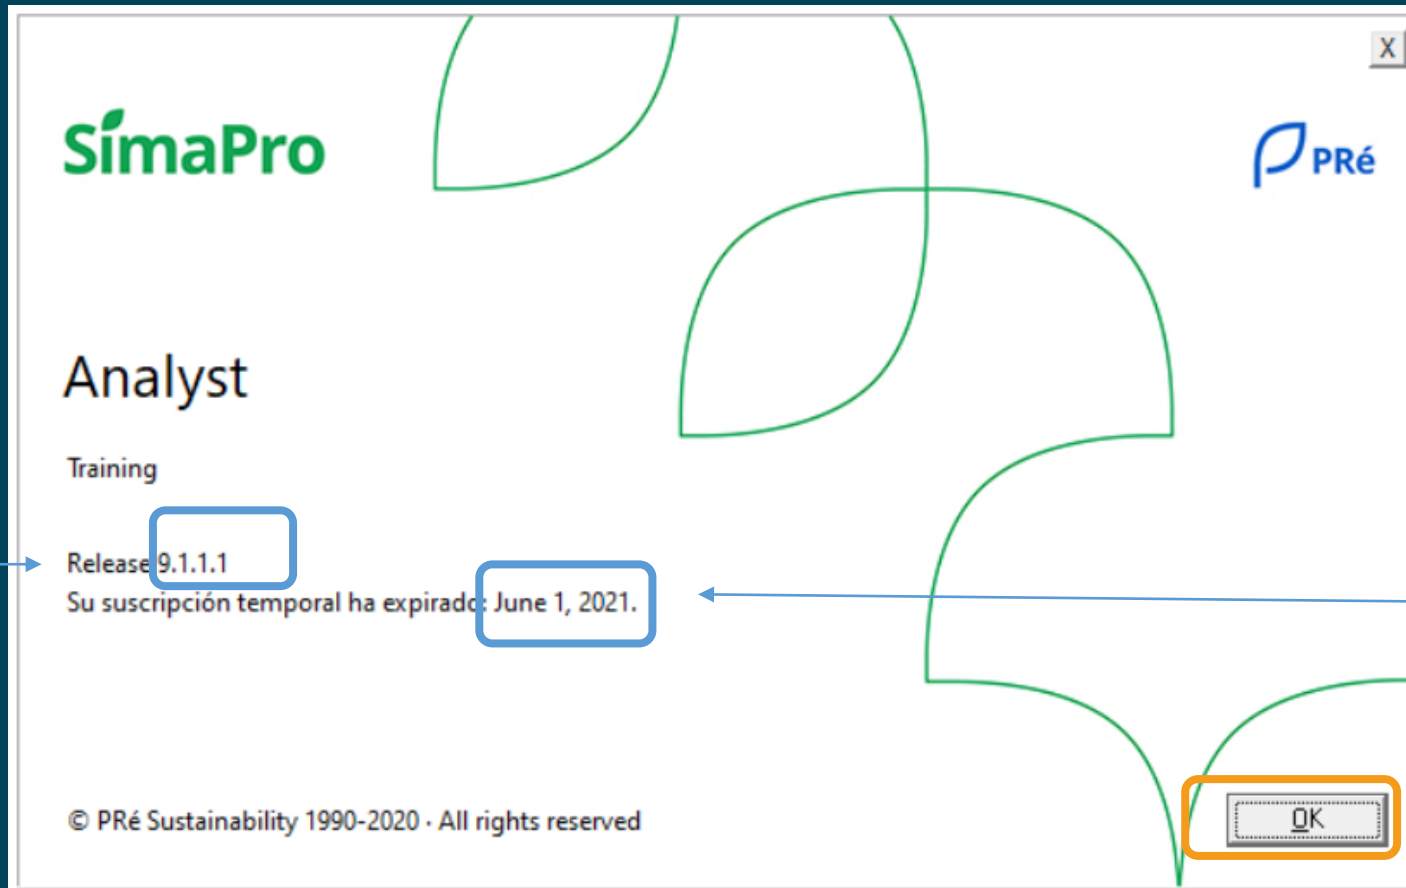 X
SimaPro
PRé
Analyst
Training
Release 9.1.1.1
Su suscripción temporal ha expirado: June 1, 2021.
© PRé Sustainability 1990-2020 · All rights reserved
OK